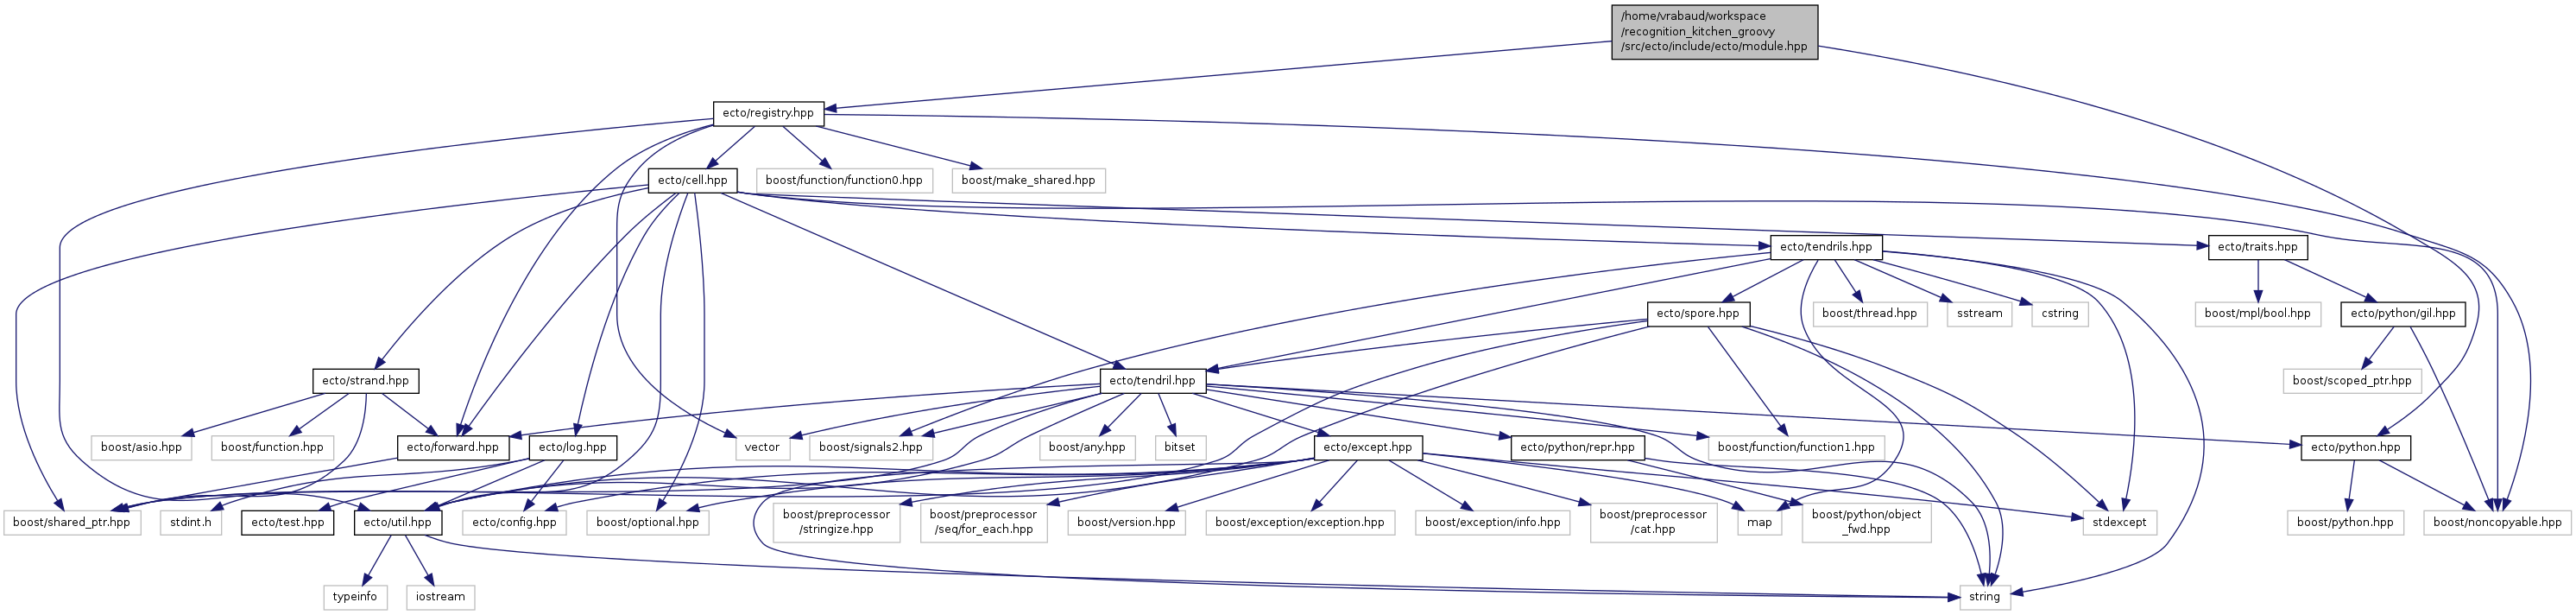 /home/vrabaud/workspace
/recognition_kitchen_groovy
/src/ecto/include/ecto/module.hpp
ecto/registry.hpp
ecto/cell.hpp
boost/function/function0.hpp
boost/make_shared.hpp
ecto/tendrils.hpp
ecto/traits.hpp
ecto/spore.hpp
boost/thread.hpp
sstream
cstring
boost/mpl/bool.hpp
ecto/python/gil.hpp
ecto/strand.hpp
ecto/tendril.hpp
boost/scoped_ptr.hpp
boost/asio.hpp
boost/function.hpp
ecto/forward.hpp
ecto/log.hpp
vector
boost/signals2.hpp
boost/any.hpp
bitset
ecto/except.hpp
ecto/python/repr.hpp
boost/function/function1.hpp
ecto/python.hpp
boost/shared_ptr.hpp
stdint.h
ecto/test.hpp
ecto/util.hpp
ecto/config.hpp
boost/optional.hpp
boost/preprocessor
/stringize.hpp
boost/preprocessor
/seq/for_each.hpp
boost/version.hpp
boost/exception/exception.hpp
boost/exception/info.hpp
boost/preprocessor
/cat.hpp
map
boost/python/object
_fwd.hpp
stdexcept
boost/python.hpp
boost/noncopyable.hpp
typeinfo
iostream
string